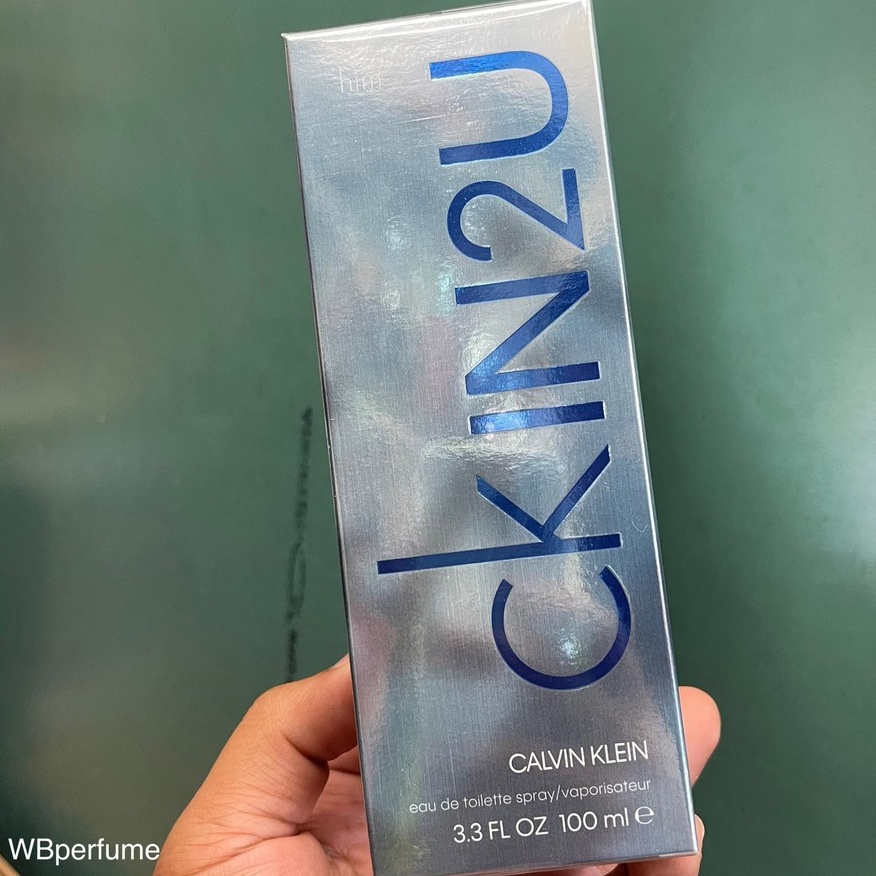 him
ckIN2U
CALVIN KLEIN
eau de toilette spray/vaporisateur
3.3 FL OZ 100 ml ℮
WBperfume